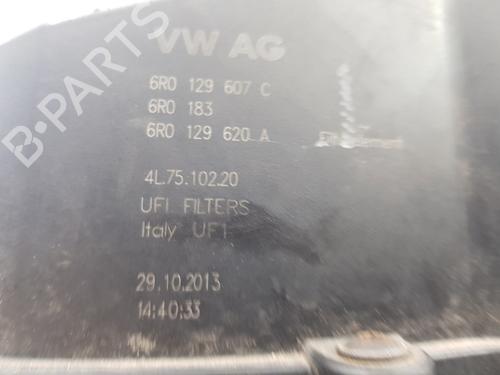 B-PARTS
VW AG
6R0 129 607 C
6R0 183
6R0 129 620 A
4L.75.102.20
UFI FILTERS
Italy UFI
29.10.2013
14:40:33